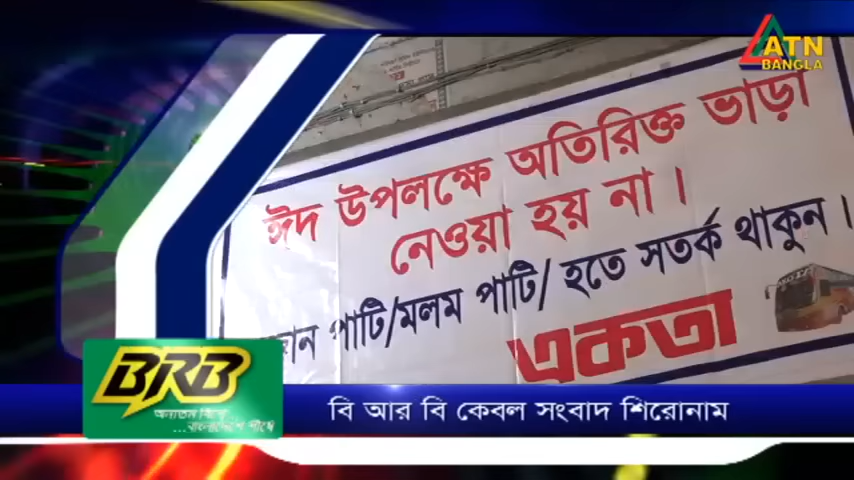 ATN
BANGLA
ঈদ উপলক্ষে অতিরিক্ত ভাড়া
নেওয়া হয় না।
পাটি/মলম পাটি/ হতে সতর্ক থাকুন।
একতা
BRB
বি আর বি কেবল সংবাদ শিরোনাম